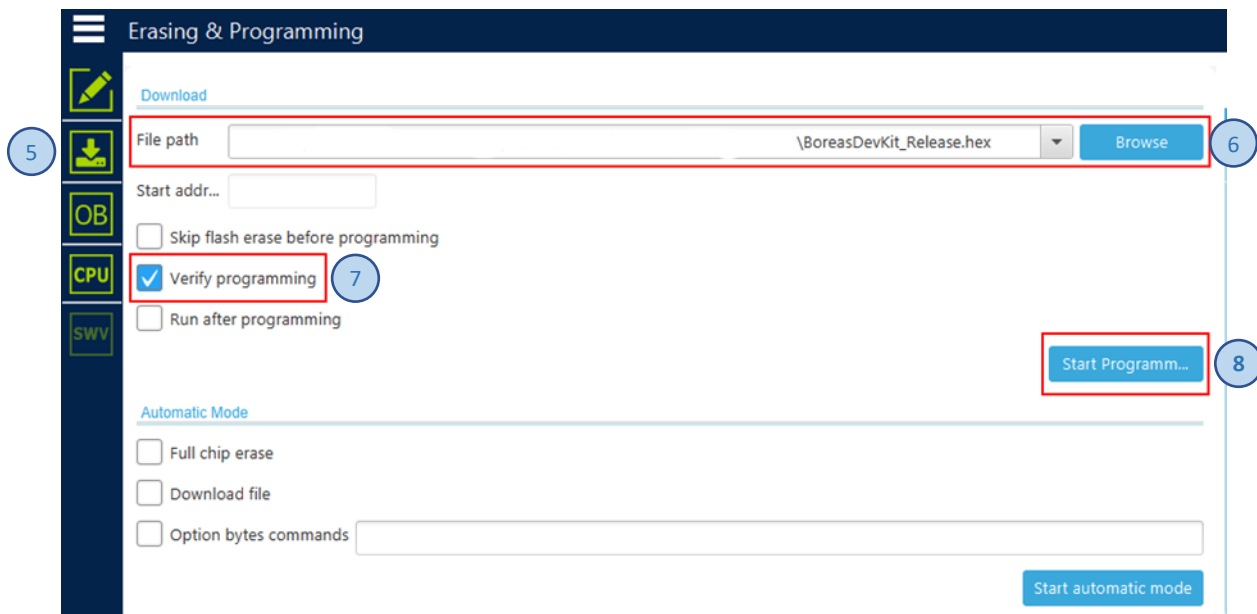 Erasing & Programming
Download
5
File path
\BoreasDevKit_Release.hex
Browse
6
Start addr...
OB
Skip flash erase before programming
CPU
Verify programming
7
Run after programming
SWV
Start Programm...
8
Automatic Mode
Full chip erase
Download file
Option bytes commands
Start automatic mode